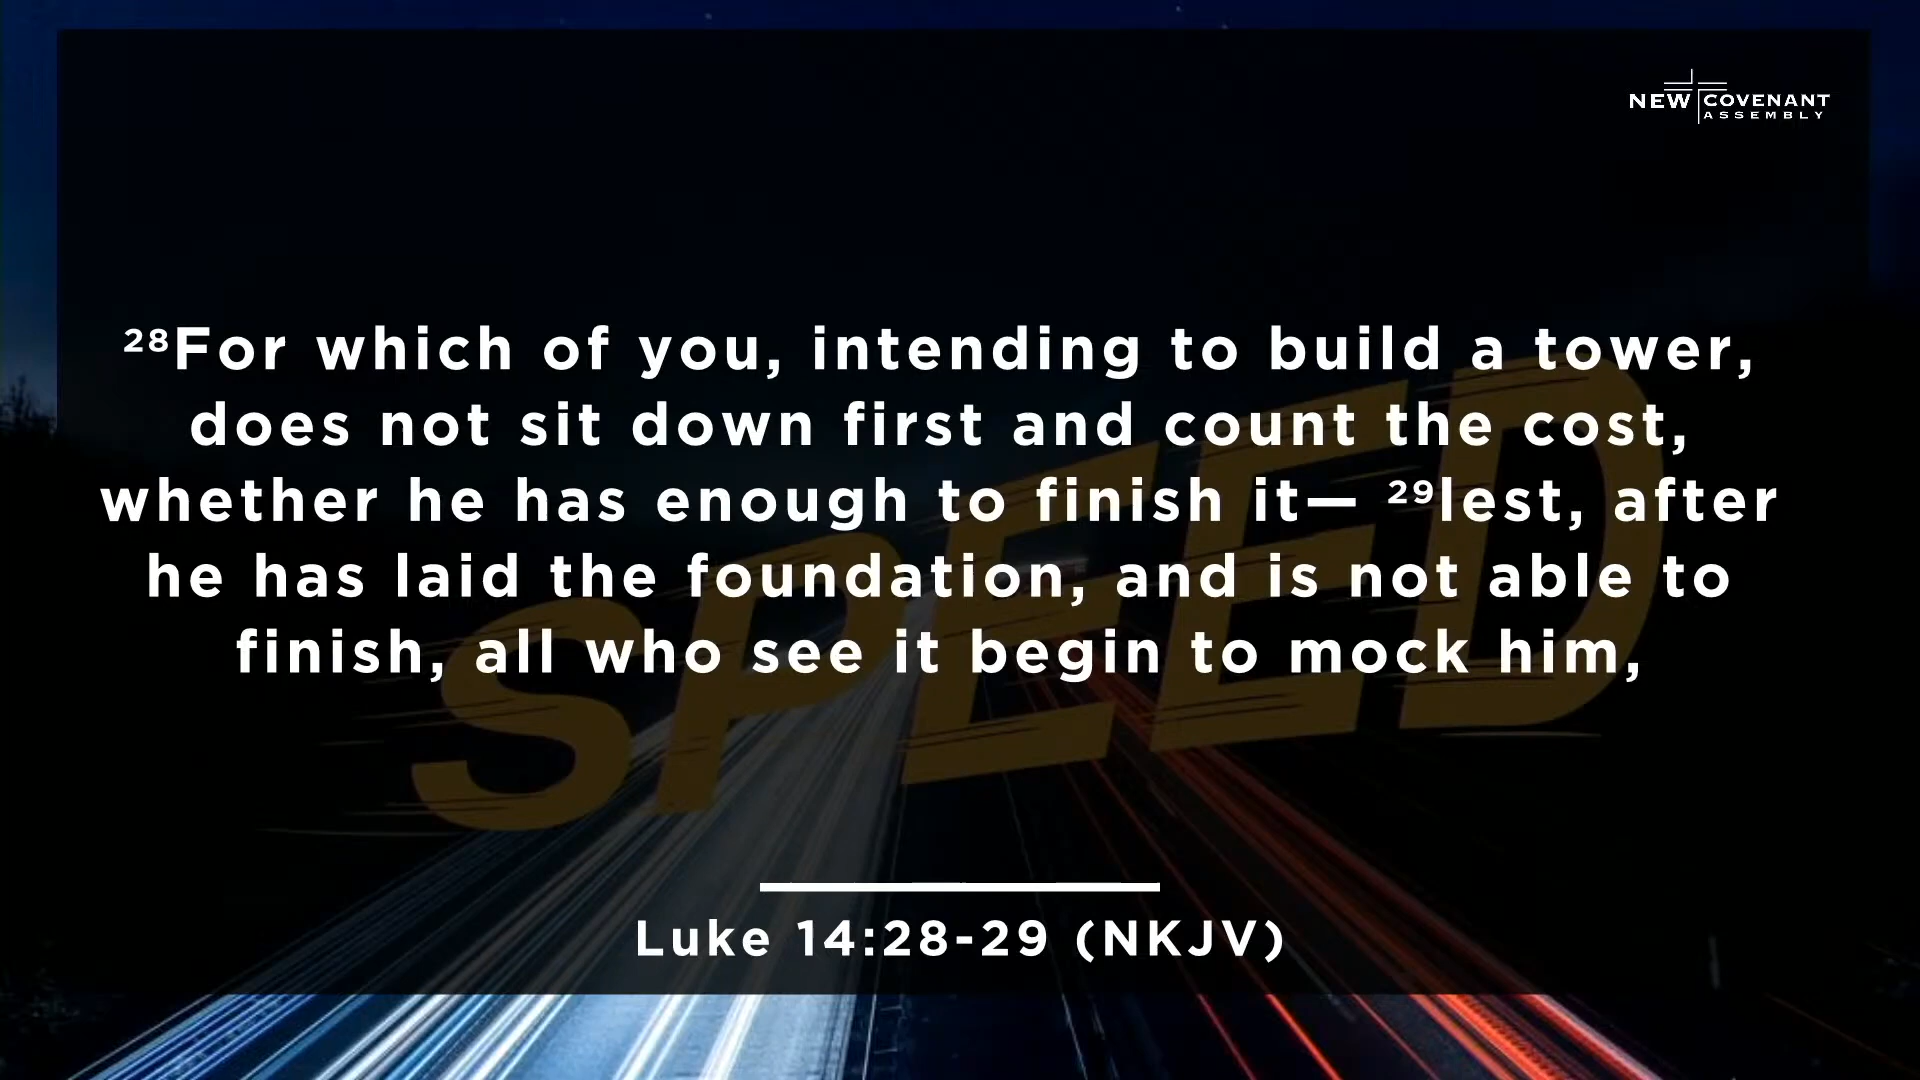 NEW COVENANT
ASSEMBLY
²⁸For which of you, intending to build a tower,
does not sit down first and count the cost,
whether he has enough to finish it— ²⁹lest, after
he has laid the foundation, and is not able to
finish, all who see it begin to mock him,
SPEED
Luke 14:28-29 (NKJV)